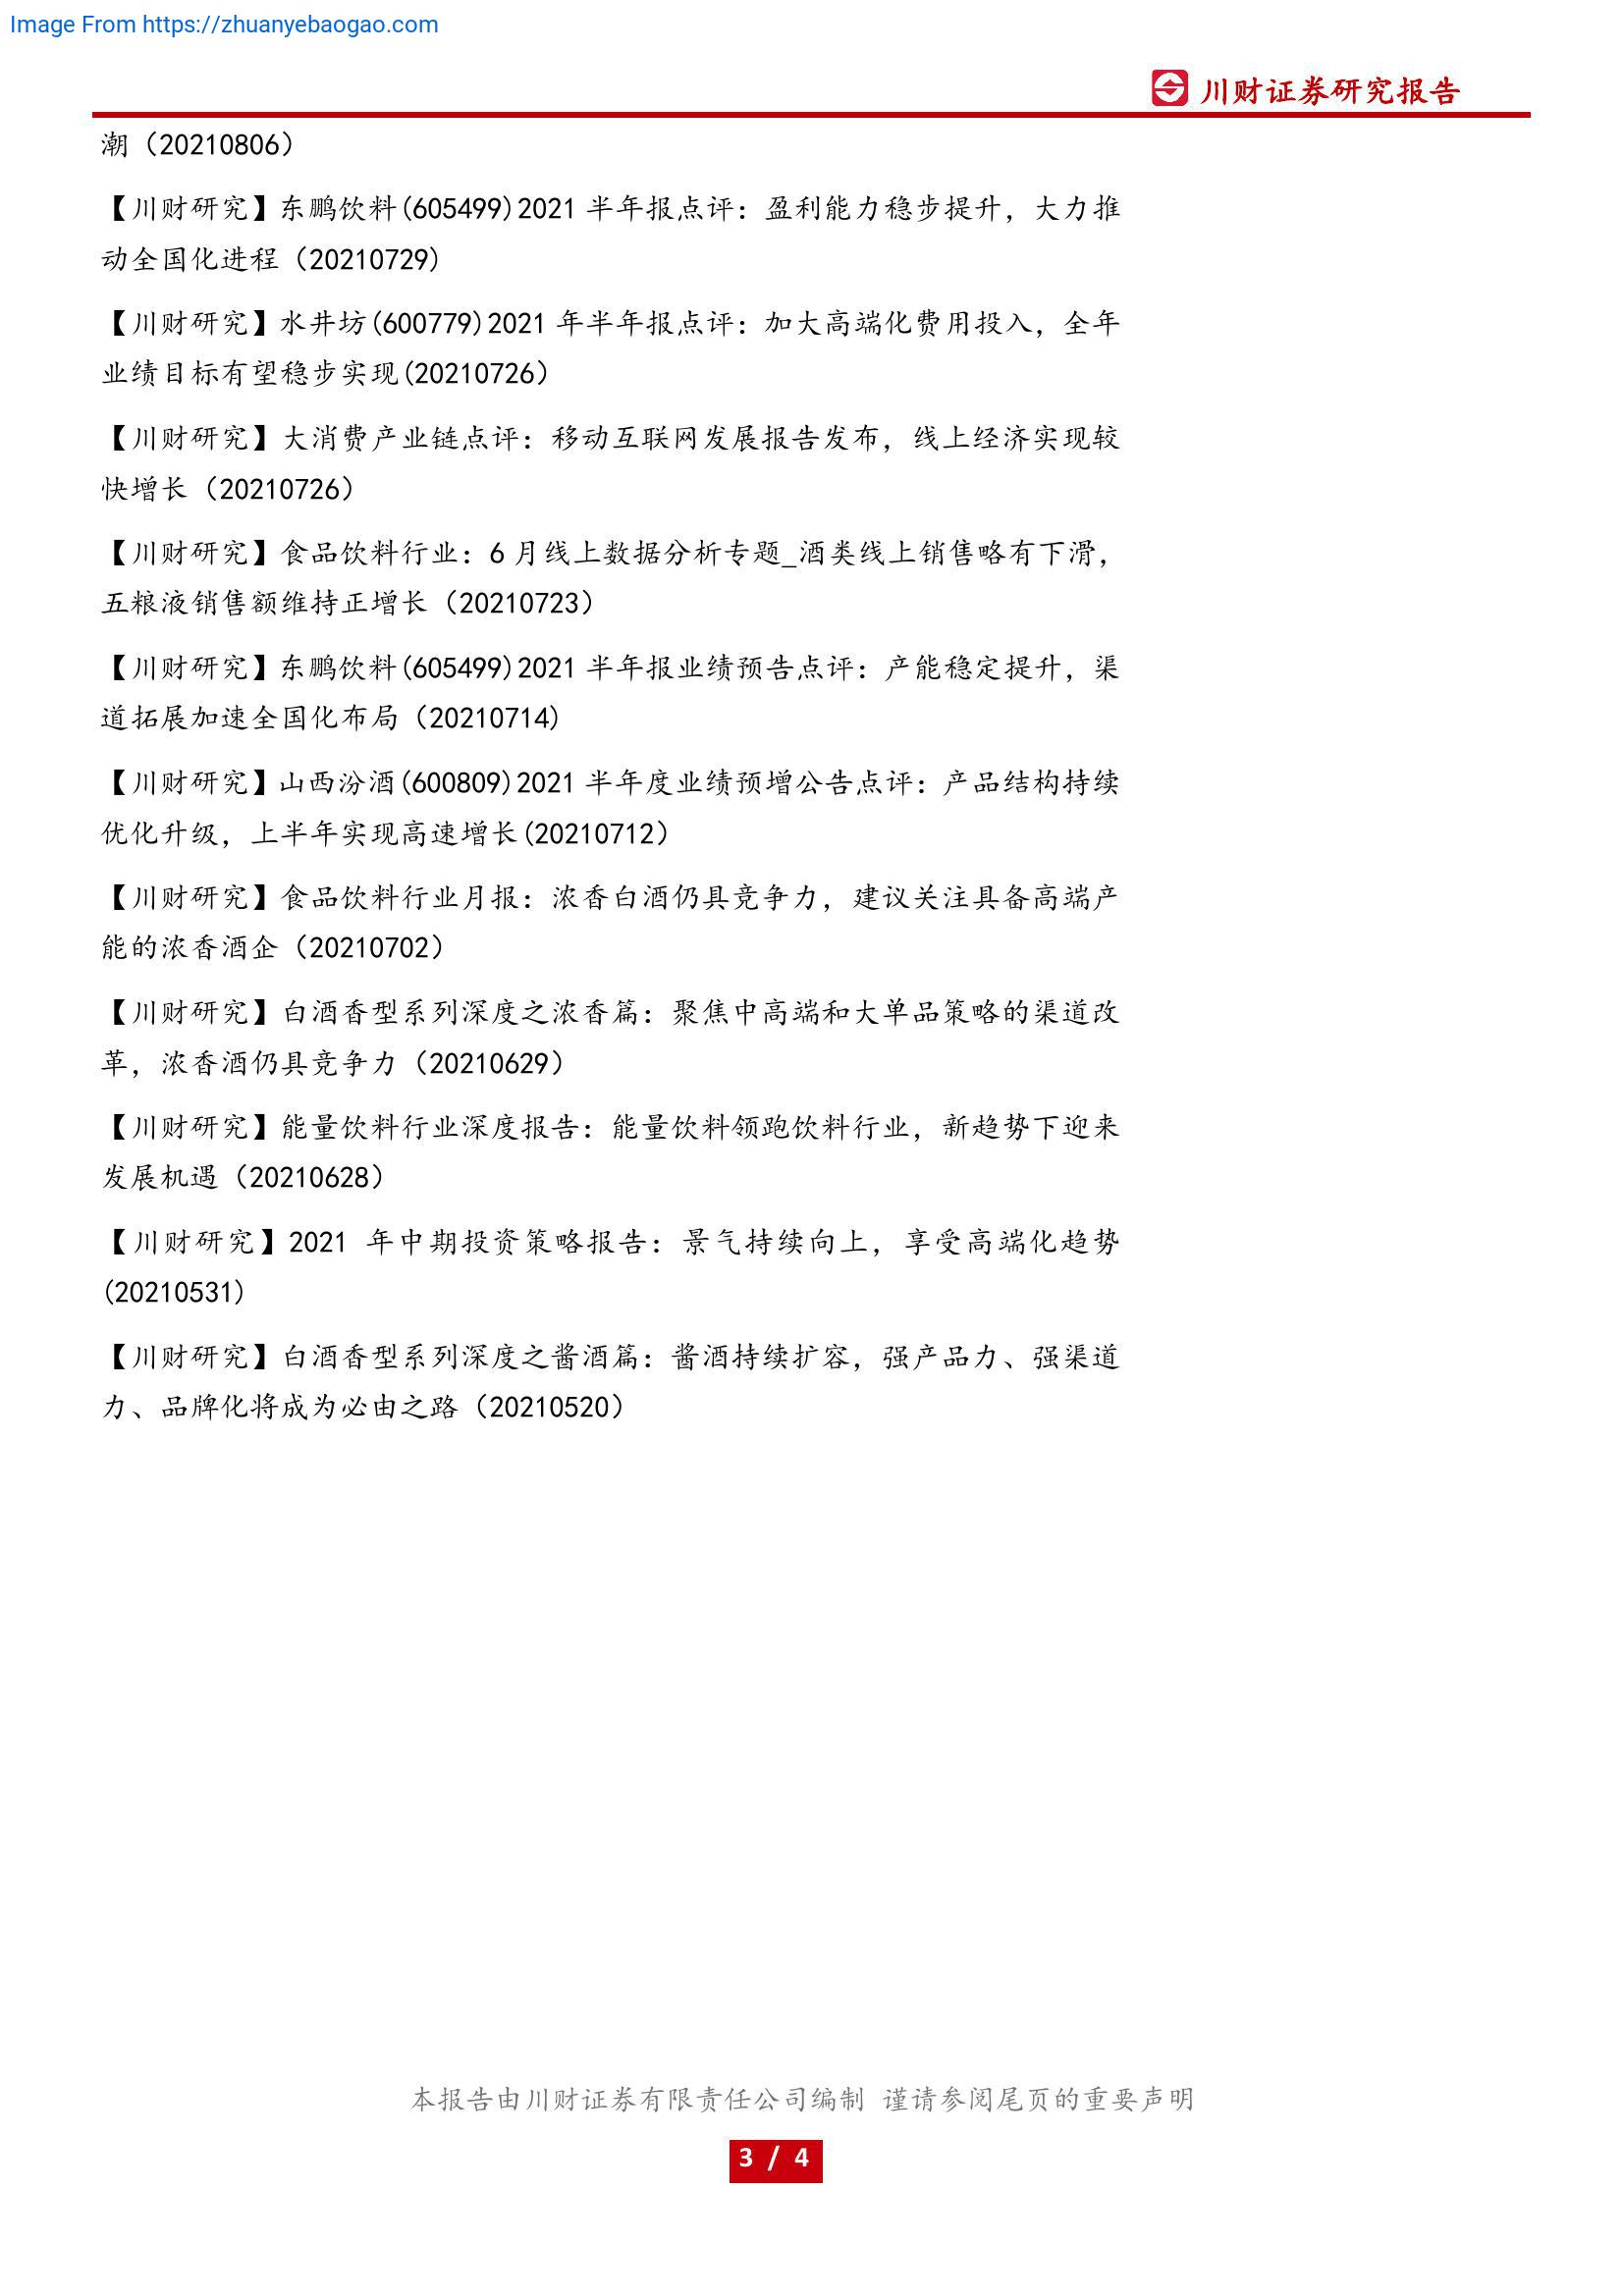 Image From https://zhuanyebaogao.com
川财证券研究报告
潮（20210806）
【川财研究】东鹏饮料(605499)2021 半年报点评：盈利能力稳步提升，大力推
动全国化进程（20210729)
【川财研究】水井坊(600779)2021 年半年报点评：加大高端化费用投入，全年
业绩目标有望稳步实现(20210726）
【川财研究】大消费产业链点评：移动互联网发展报告发布，线上经济实现较
快增长（20210726）
【川财研究】食品饮料行业：6 月线上数据分析专题_酒类线上销售略有下滑，
五粮液销售额维持正增长（20210723）
【川财研究】东鹏饮料(605499)2021 半年报业绩预告点评：产能稳定提升，渠
道拓展加速全国化布局（20210714)
【川财研究】山西汾酒(600809)2021 半年度业绩预增公告点评：产品结构持续
优化升级，上半年实现高速增长(20210712）
【川财研究】食品饮料行业月报：浓香白酒仍具竞争力，建议关注具备高端产
能的浓香酒企（20210702）
【川财研究】白酒香型系列深度之浓香篇：聚焦中高端和大单品策略的渠道改
革，浓香酒仍具竞争力（20210629）
【川财研究】能量饮料行业深度报告：能量饮料领跑饮料行业，新趋势下迎来
发展机遇（20210628）
【川财研究】2021 年中期投资策略报告：景气持续向上，享受高端化趋势
(20210531)
【川财研究】白酒香型系列深度之酱酒篇：酱酒持续扩容，强产品力、强渠道
力、品牌化将成为必由之路（20210520）
本报告由川财证券有限责任公司编制 谨请参阅尾页的重要声明
3 / 4